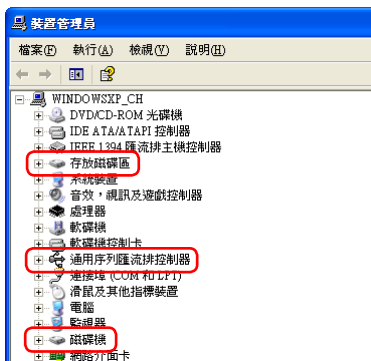 裝置管理員
檔案(F) 執行(A) 檢視(V) 說明(H)
WINDOWSXP_CH
DVD/CD-ROM 光碟機
IDE ATA/ATAPI 控制器
IEEE 1394 匯流排主機控制器
存放磁碟區
系統裝置
音效，視訊及遊戲控制器
處理器
軟碟機
軟碟機控制卡
通用序列匯流排控制器
連接埠 (COM 和 LPT)
滑鼠及其他指標裝置
電腦
監視器
磁碟機
網路介面卡